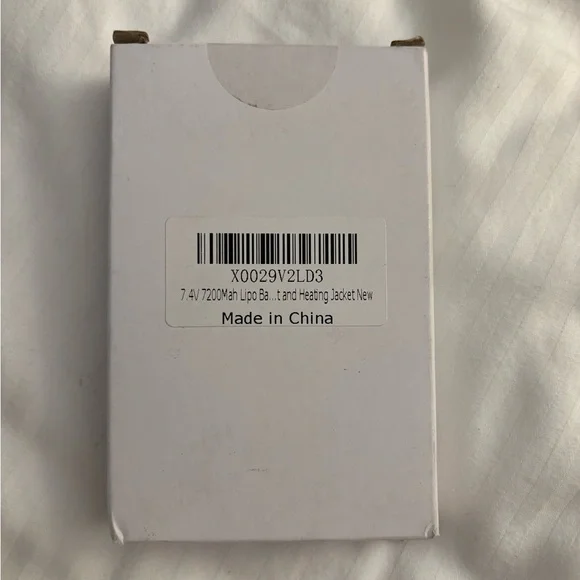 X0029V2LD3
7.4V 7200Mah Lipo Ba...t and Heating Jacket New
Made in China